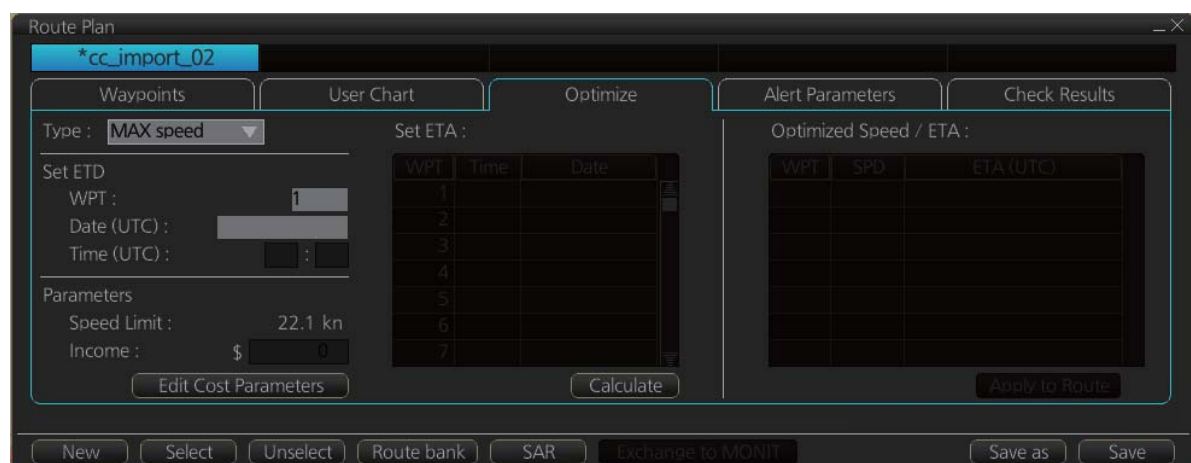 Route Plan
*cc_import_02
Waypoints User Chart Optimize Alert Parameters Check Results
Type : MAX speed
Set ETD
WPT : 1
Date (UTC) :
Time (UTC) : :
Parameters
Speed Limit : 22.1 kn
Income : $ 0
Edit Cost Parameters
Set ETA :
WPT Time Date
1
2
3
4
5
6
7
Calculate
Optimized Speed / ETA :
WPT SPD ETA (UTC)
Apply to Route
New Select Unselect Route bank SAR Exchange to MONIT Save as Save